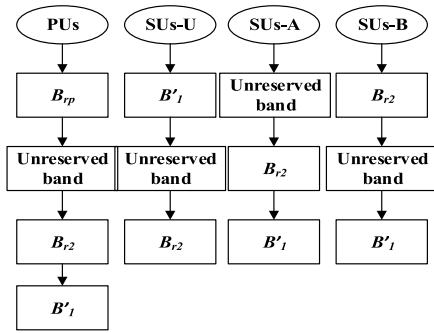 PUs SUs-U SUs-A SUs-B
B_rp B'_1 Unreserved band B_r2
Unreserved band Unreserved band B_r2 Unreserved band
B_r2 B_r2 B'_1 B'_1
B'_1